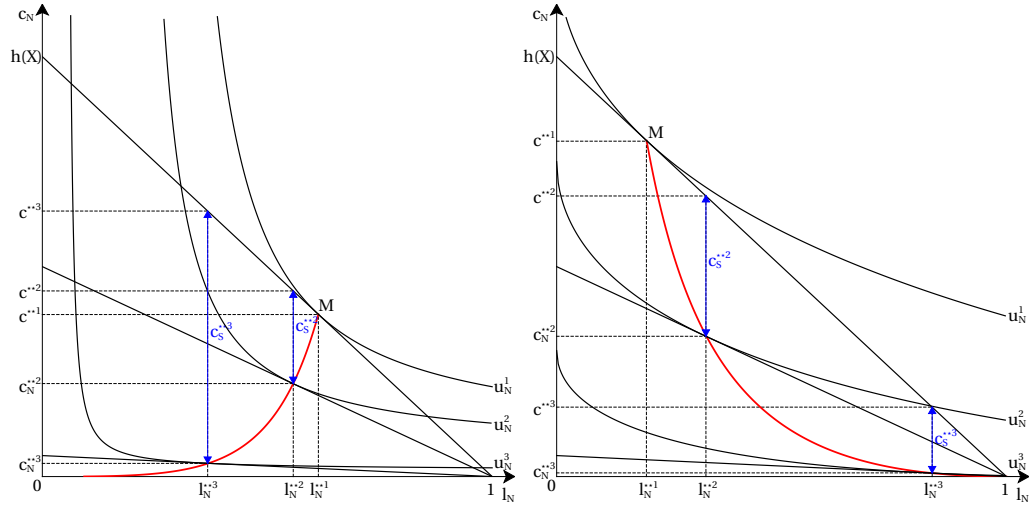 c_N
h(X)
M
c**3
c**2
c**1
c_S**3
c_S**2
c_N**2
c_N**3
u_N^1
u_N^2
u_N^3
0
l_N**3
l_N**2
l_N**1
1
l_N
c_N
h(X)
M
c**1
c**2
c_S**2
c_N**2
c**3
c_S**3
c_N**3
u_N^1
u_N^2
u_N^3
0
l_N**1
l_N**2
l_N**3
1
l_N